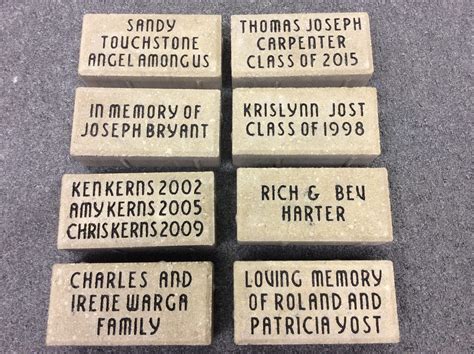 SANDY
TOUCHSTONE
ANGEL AMONG US
THOMAS JOSEPH
CARPENTER
CLASS OF 2015
IN MEMORY OF
JOSEPH BRYANT
KRISLYNN JOST
CLASS OF 1998
KEN KERNS 2002
AMY KERNS 2005
CHRIS KERNS 2009
RICH & BEV
HARTER
CHARLES AND
IRENE WARGA
FAMILY
LOVING MEMORY
OF ROLAND AND
PATRICIA YOST